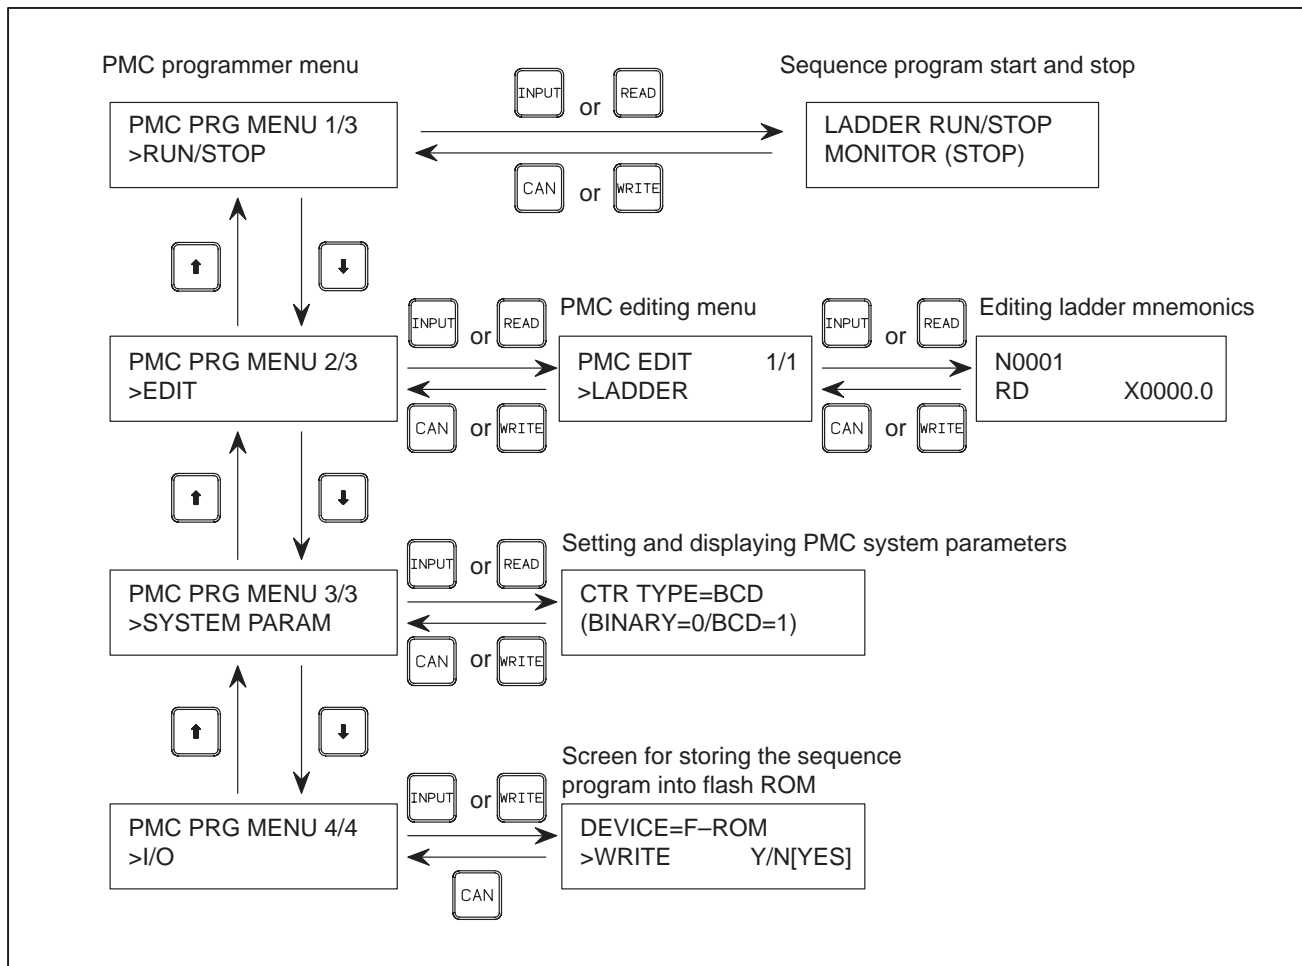 PMC programmer menu
Sequence program start and stop
INPUT or READ
PMC PRG MENU 1/3
>RUN/STOP
LADDER RUN/STOP
MONITOR (STOP)
CAN or WRITE
PMC editing menu
Editing ladder mnemonics
INPUT or READ
INPUT or READ
PMC PRG MENU 2/3
>EDIT
PMC EDIT 1/1
>LADDER
N0001
RD X0000.0
CAN or WRITE
CAN or WRITE
Setting and displaying PMC system parameters
INPUT or READ
PMC PRG MENU 3/3
>SYSTEM PARAM
CTR TYPE=BCD
(BINARY=0/BCD=1)
CAN or WRITE
Screen for storing the sequence
program into flash ROM
INPUT or WRITE
PMC PRG MENU 4/4
>I/O
DEVICE=F–ROM
>WRITE Y/N[YES]
CAN